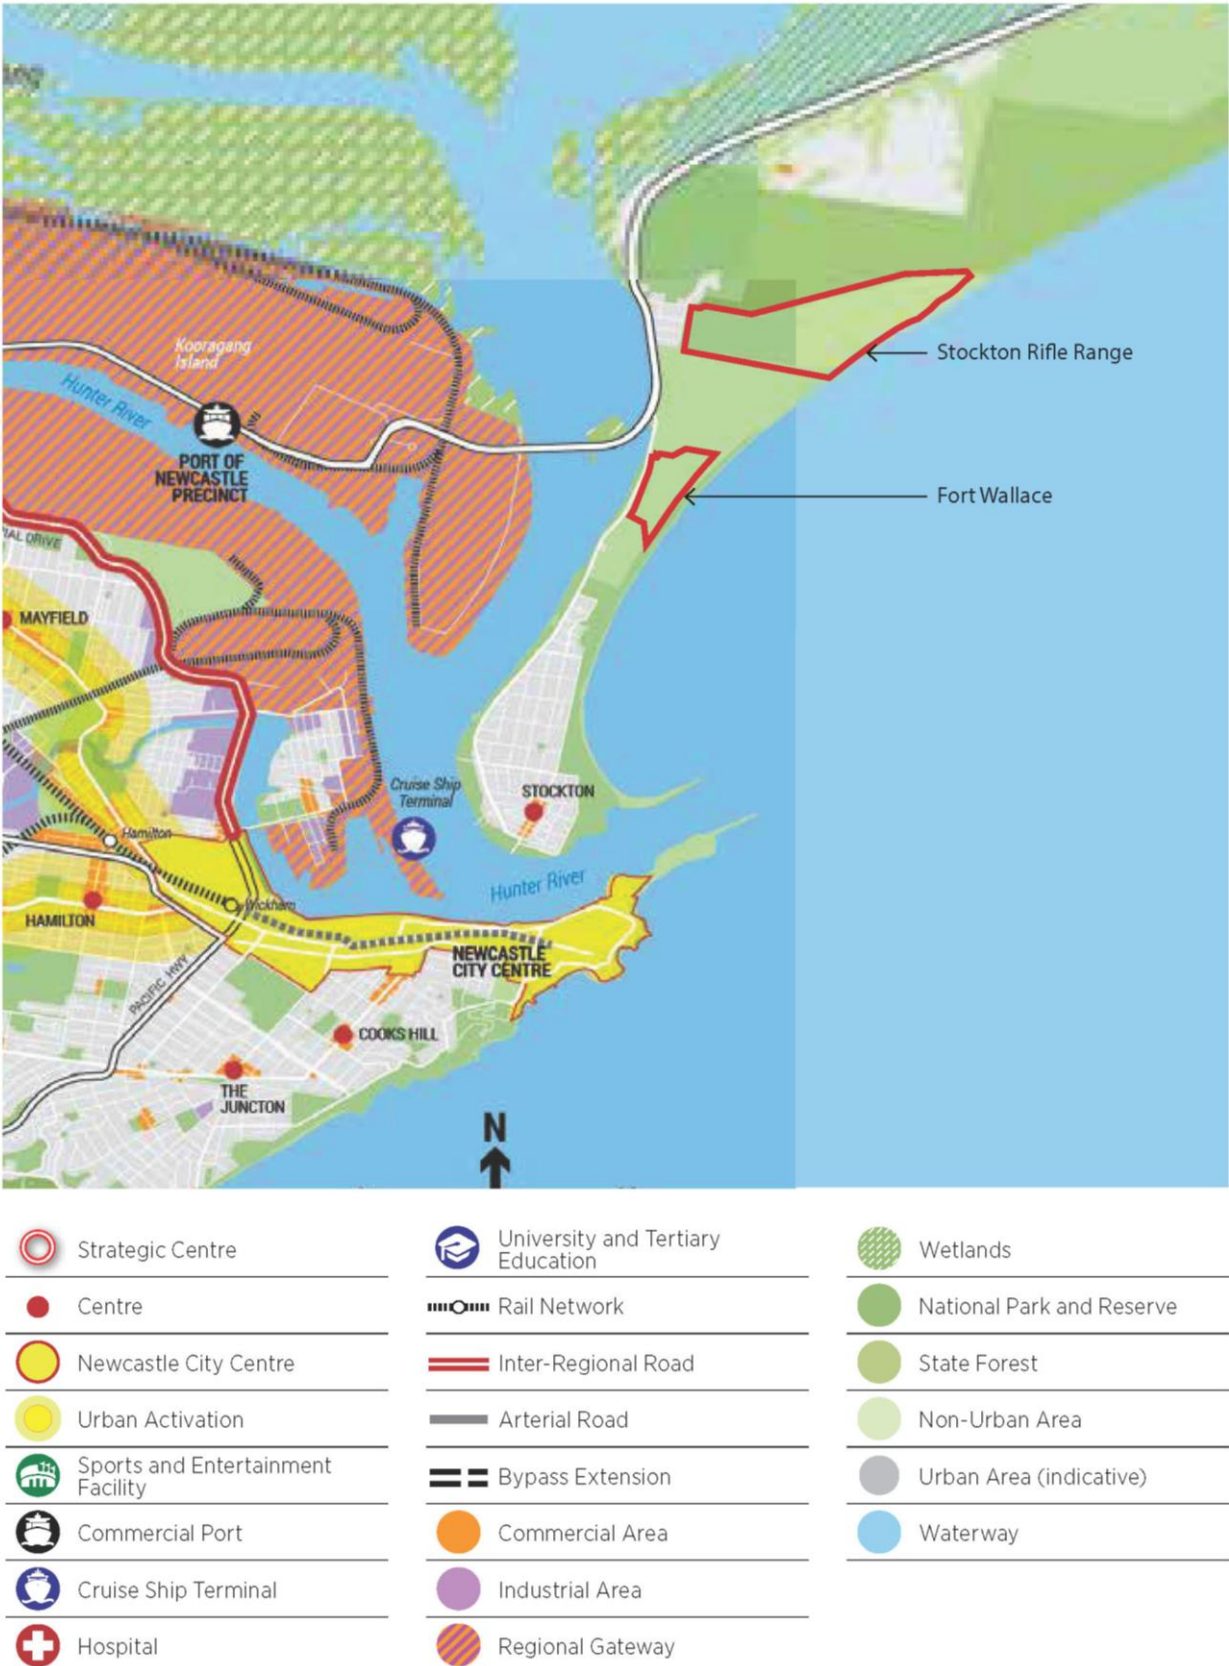 Kooragang
Island
Hunter River
PORT OF
NEWCASTLE
PRECINCT
Stockton Rifle Range
Fort Wallace
IAL DRIVE
MAYFIELD
Cruise Ship
Terminal
STOCKTON
Hamilton
Hunter River
HAMILTON
Wickham
NEWCASTLE
CITY CENTRE
PACIFIC HWY
COOKS HILL
THE
JUNCTON
N
Strategic Centre
Centre
Newcastle City Centre
Urban Activation
Sports and Entertainment
Facility
Commercial Port
Cruise Ship Terminal
Hospital
University and Tertiary
Education
Rail Network
Inter-Regional Road
Arterial Road
Bypass Extension
Commercial Area
Industrial Area
Regional Gateway
Wetlands
National Park and Reserve
State Forest
Non-Urban Area
Urban Area (indicative)
Waterway